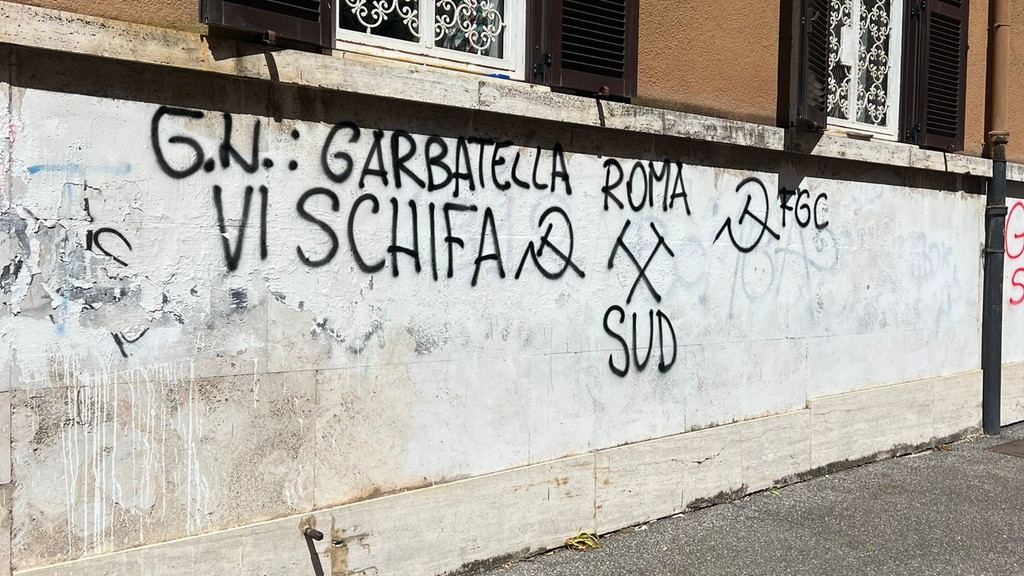 G.N.: GARBATELLA
VI SCHIFA
ROMA
SUD
FGC
G
S